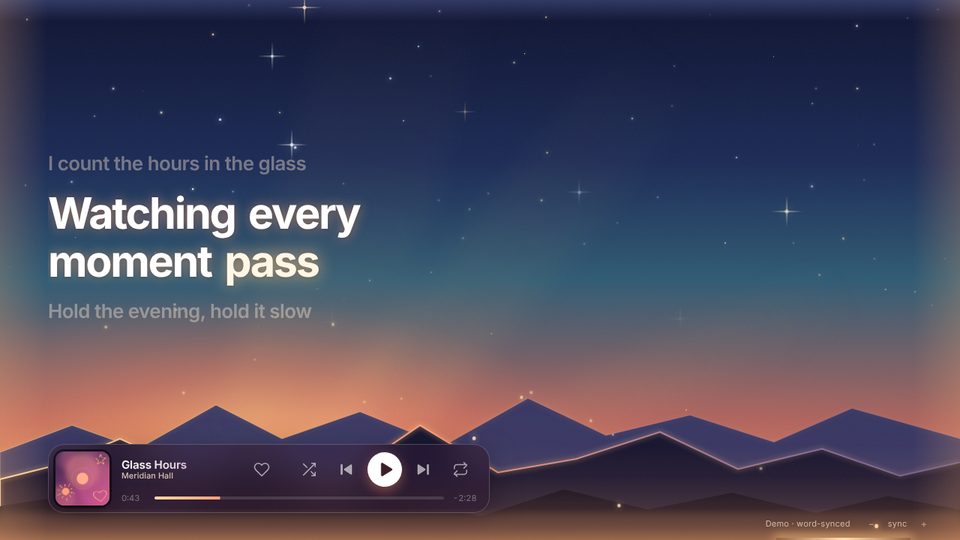 I count the hours in the glass
Watching every
moment pass
Hold the evening, hold it slow
Glass Hours
Meridian Hall
0:43
-2:28
Demo · word-synced
− sync +